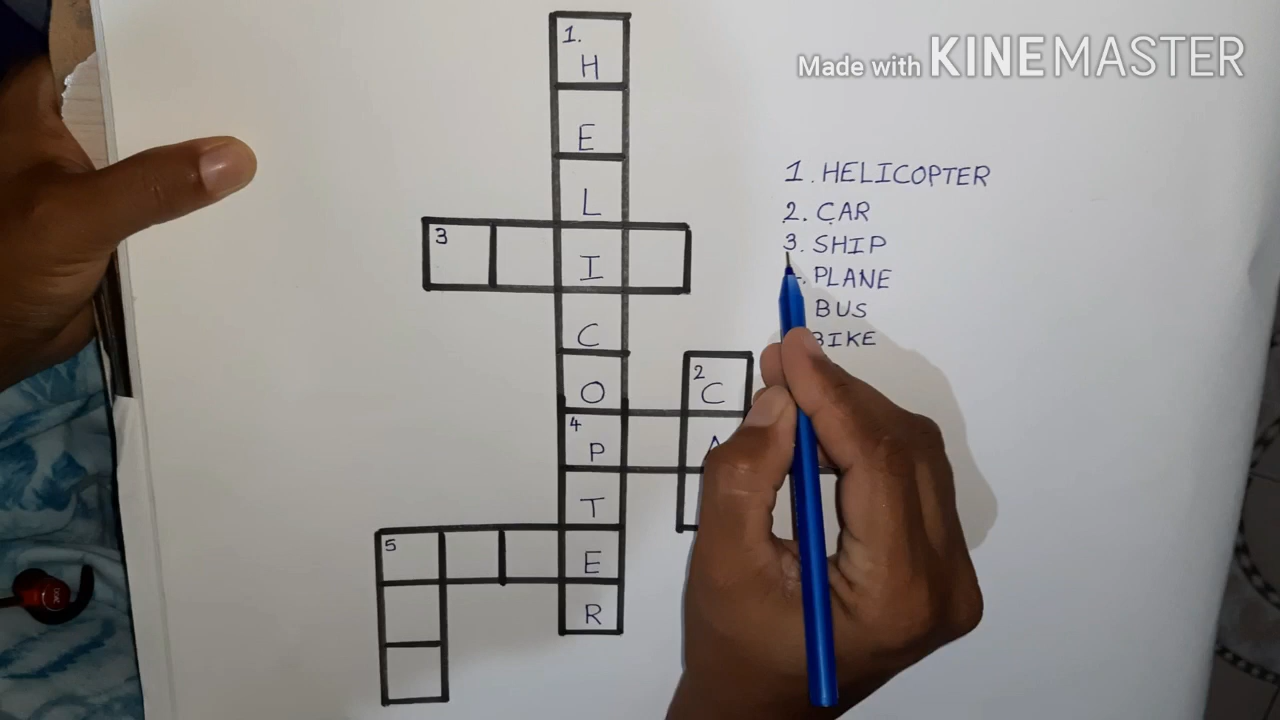 Made with KINEMASTER
1.
H
E
L
3
I
C
O
2
C
4
P
A
T
5
E
R
1. HELICOPTER
2. CAR
3. SHIP
. PLANE
BUS
BIKE